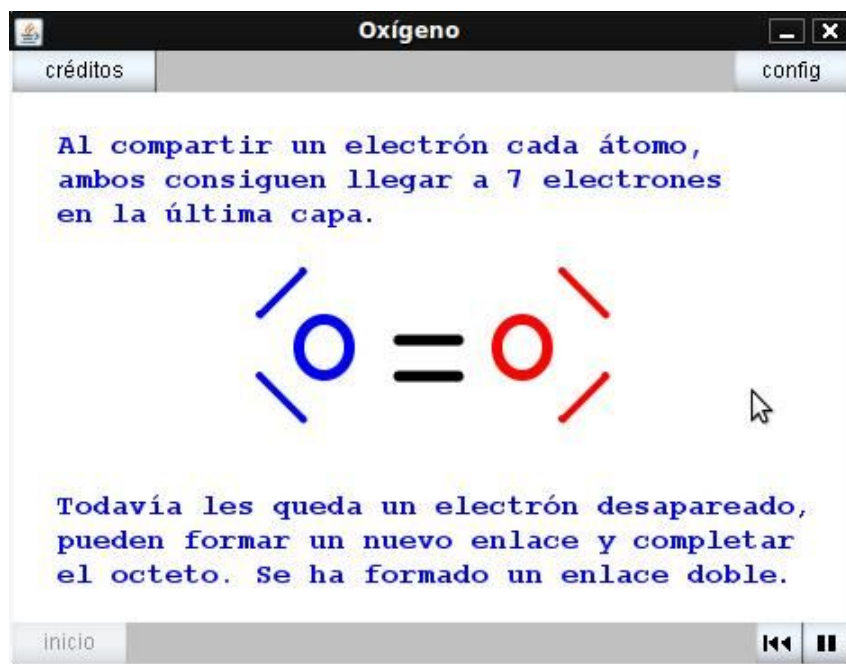 Oxígeno
créditos
config
Al compartir un electrón cada átomo,
ambos consiguen llegar a 7 electrones
en la última capa.
O = O
Todavía les queda un electrón desapareado,
pueden formar un nuevo enlace y completar
el octeto. Se ha formado un enlace doble.
inicio